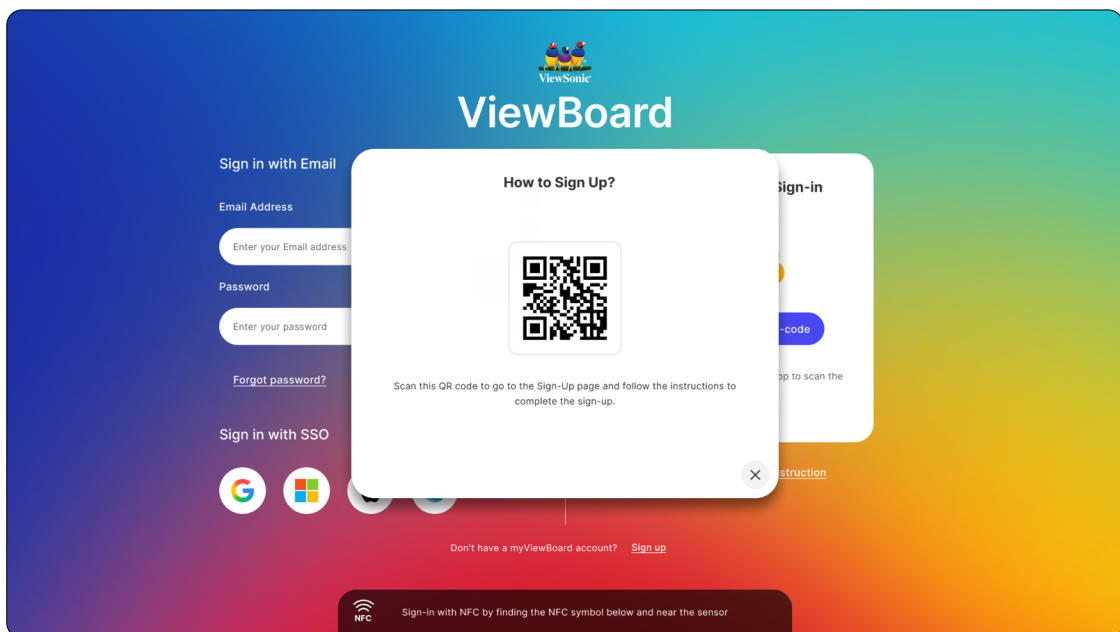 ViewSonic
ViewBoard
Sign in with Email
Email Address
Enter your Email address
Password
Enter your password
Forgot password?
Sign in with SSO
How to Sign Up?
Scan this QR code to go to the Sign-Up page and follow the instructions to
complete the sign-up.
Sign-in
-code
to scan the
Don't have a myViewBoard account? Sign up
NFC
Sign-in with NFC by finding the NFC symbol below and near the sensor